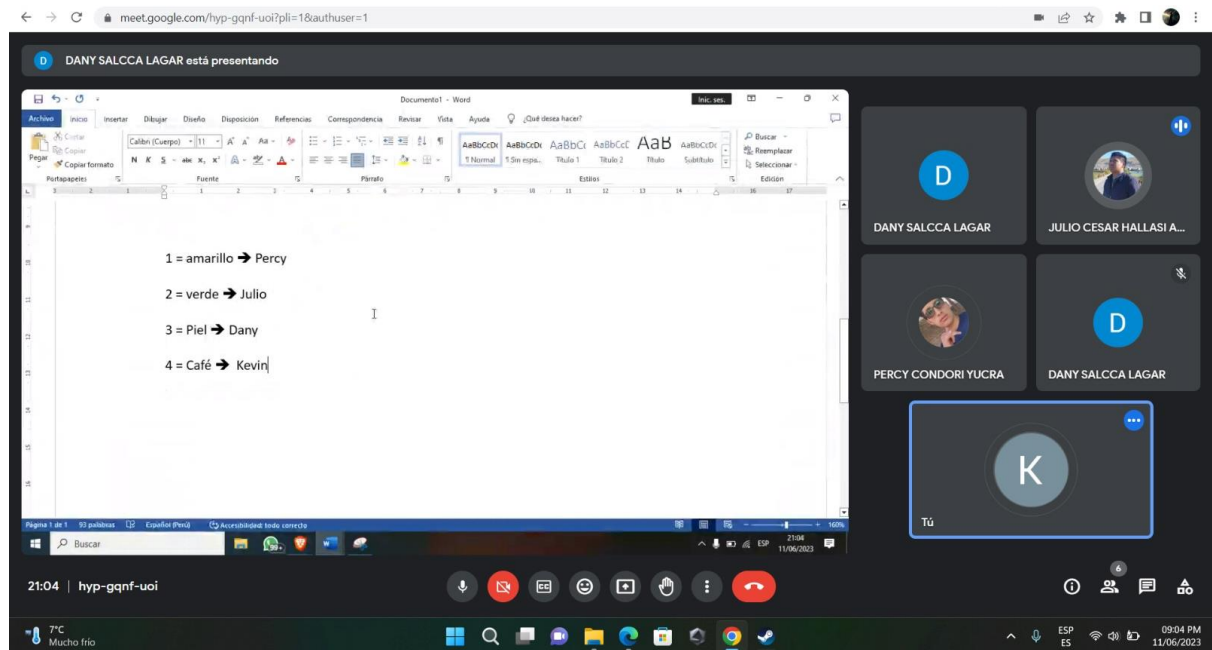 meet.google.com/hyp-gqnf-uoi?pli=1&authuser=1
D DANY SALCCA LAGAR está presentando
Documento1 - Word
Inic. ses.
Archivo Inicio Insertar Dibujar Diseño Disposición Referencias Correspondencia Revisar Vista Ayuda ¿Qué desea hacer?
Pegar
Cortar
Copiar
Copiar formato
Portapapeles
Calibri (Cuerpo) 11
N K S
Fuente
Párrafo
AaBbCcDc AaBbCcDc AaBbCc AaBbCcC AaB AaBbCcD
1 Normal 1 Sin espa... Título 1 Título 2 Título Subtítulo
Estilos
Buscar
Reemplazar
Seleccionar
Edición
1 = amarillo ➔ Percy
2 = verde ➔ Julio
3 = Piel ➔ Dany
4 = Café ➔ Kevin
Página 1 de 1 93 palabras Español (Perú) Accesibilidad: todo correcto
160%
Buscar
ESP
21:04
11/06/2023
D
DANY SALCCA LAGAR
JULIO CESAR HALLASI A...
PERCY CONDORI YUCRA
D
DANY SALCCA LAGAR
K
Tú
21:04 | hyp-gqnf-uoi
6
7°C
Mucho frío
ESP
ES
09:04 PM
11/06/2023